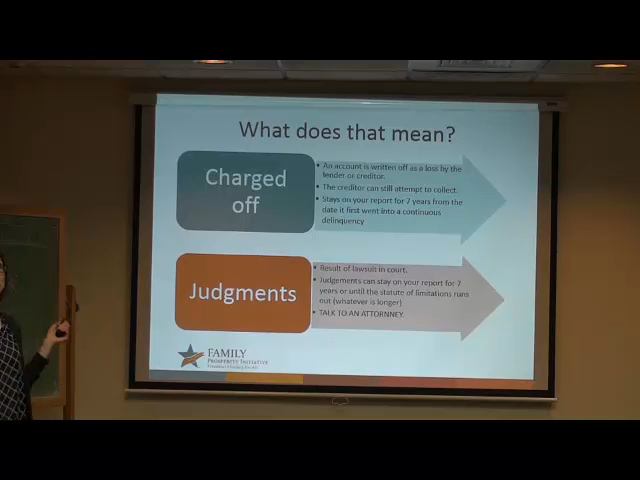 What does that mean?
Charged
off
• An account is written off as a loss by the
lender or creditor.
• The creditor can still attempt to collect.
• Stays on your report for 7 years from the
date it first went into a continuous
delinquency
Judgments
• Result of lawsuit in court.
• Judgements can stay on your report for 7
years or until the statute of limitations runs
out (whatever is longer)
• TALK TO AN ATTORNNEY.
FAMILY
PROSPERITY INITIATIVE